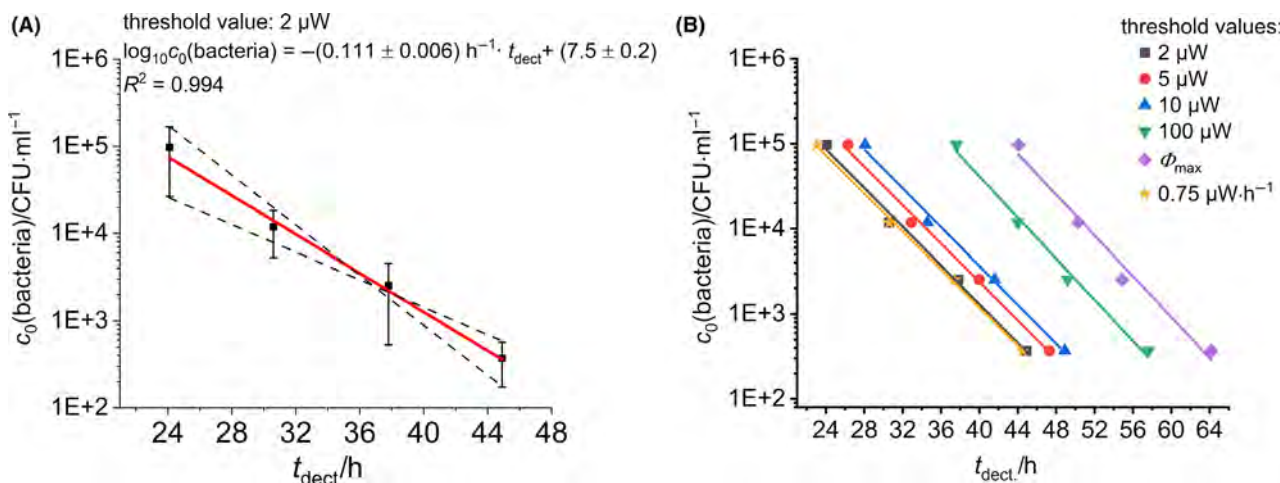 (A)
threshold value: 2 µW
log₁₀c₀(bacteria) = –(0.111 ± 0.006) h⁻¹· t_dect + (7.5 ± 0.2)
R² = 0.994
c₀(bacteria)/CFU·ml⁻¹
1E+6
1E+5
1E+4
1E+3
1E+2
24 28 32 36 40 44 48
t_dect/h
(B)
threshold values:
2 µW
5 µW
10 µW
100 µW
Φ_max
0.75 µW·h⁻¹
c₀(bacteria)/CFU·ml⁻¹
1E+6
1E+5
1E+4
1E+3
1E+2
24 28 32 36 40 44 48 52 56 60 64
t_dect./h